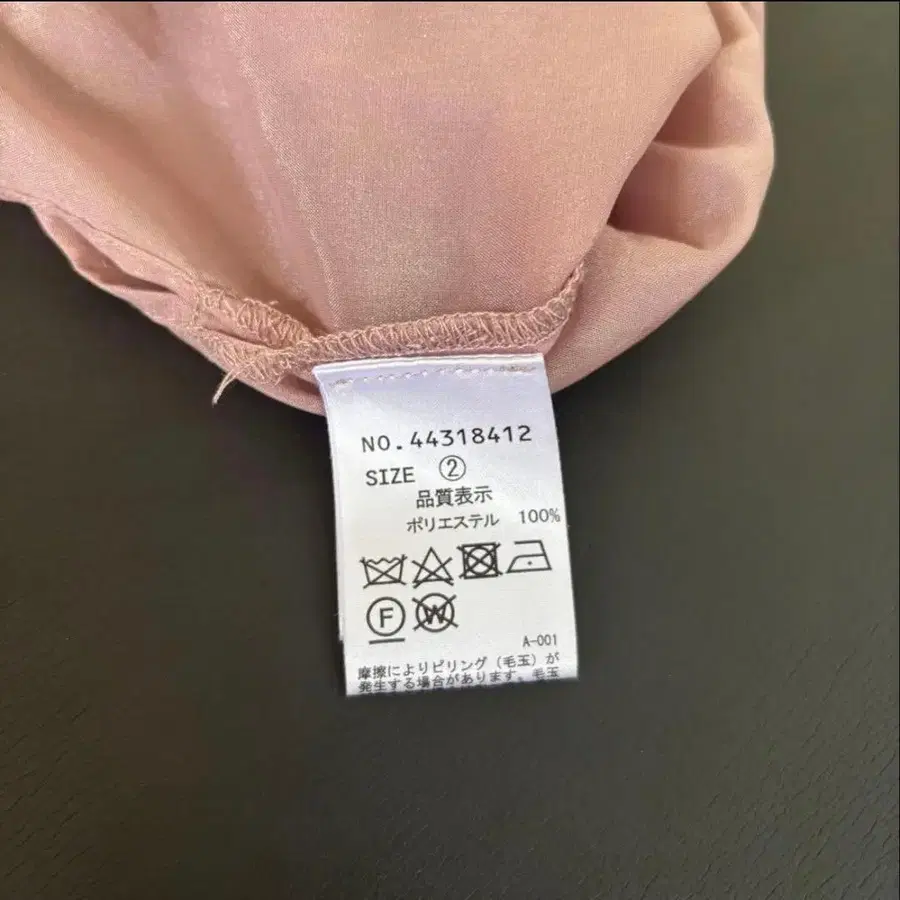 NO.44318412
SIZE ②
品質表示
ポリエステル 100%
F W
A-001
摩擦によりピリング(毛玉)が
発生する場合があります。毛玉